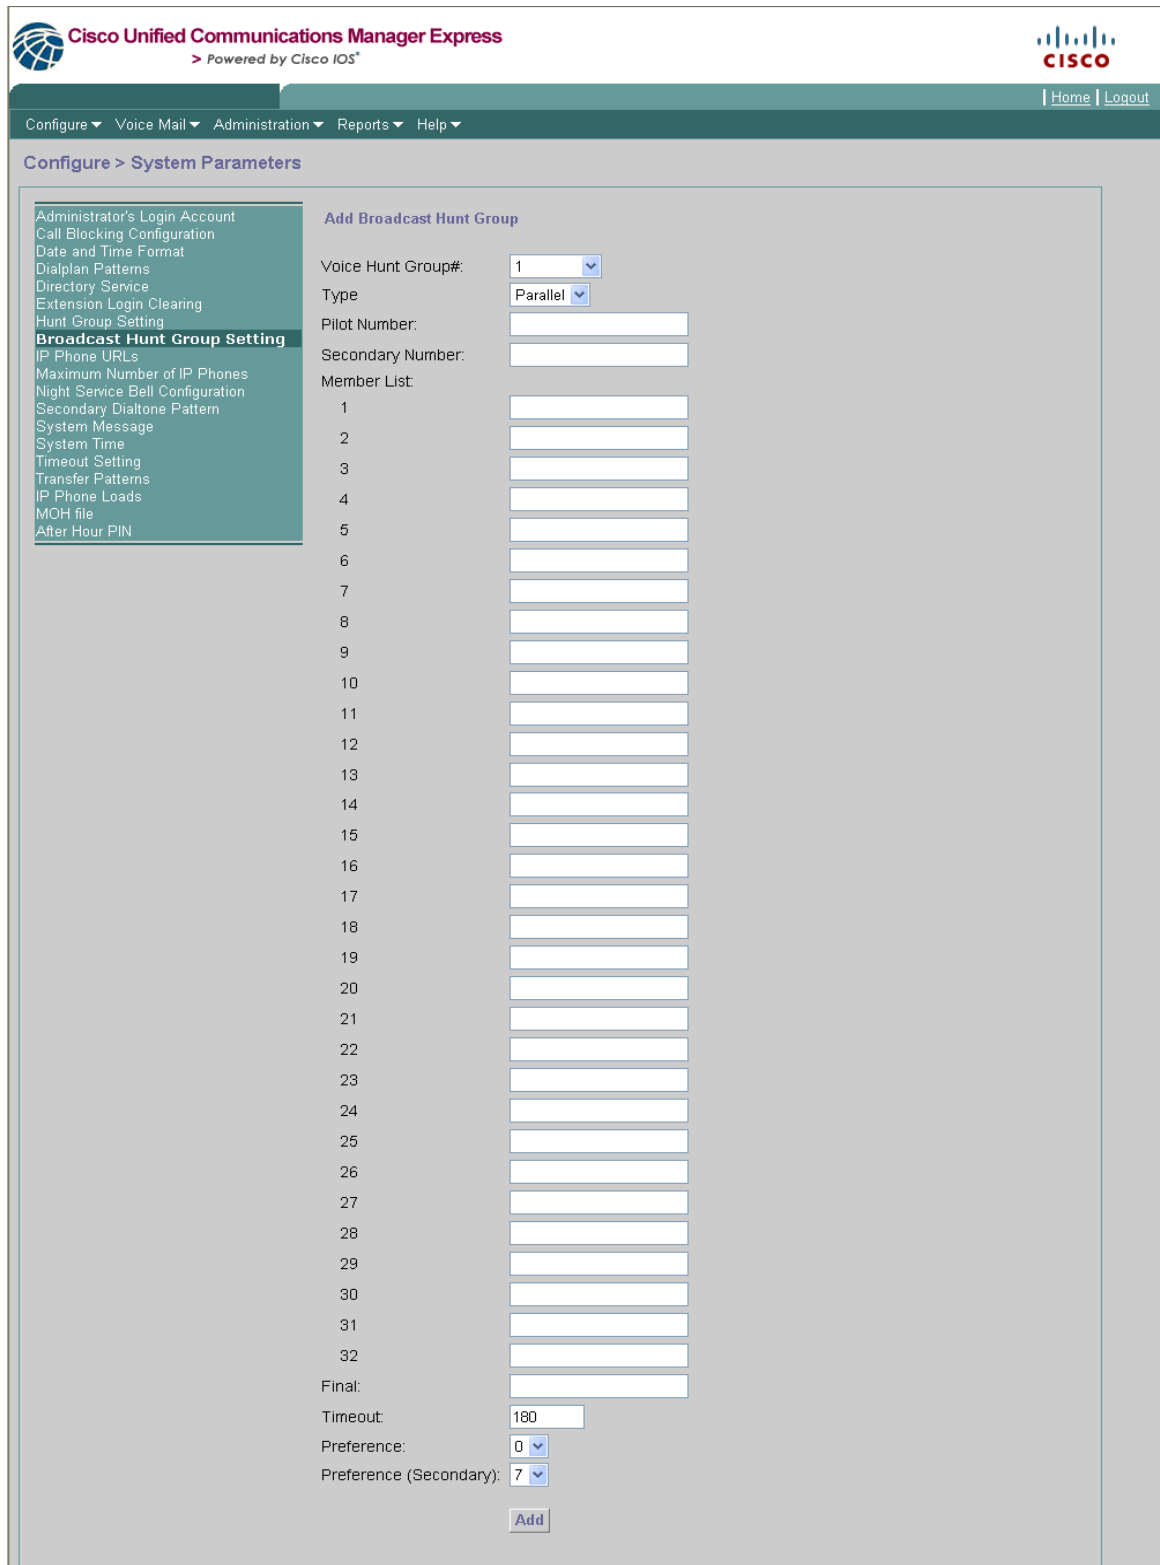 Cisco Unified Communications Manager Express
> Powered by Cisco IOS®
CISCO
Home | Logout
Configure Voice Mail Administration Reports Help
Configure > System Parameters
Administrator's Login Account
Call Blocking Configuration
Date and Time Format
Dialplan Patterns
Directory Service
Extension Login Clearing
Hunt Group Setting
Broadcast Hunt Group Setting
IP Phone URLs
Maximum Number of IP Phones
Night Service Bell Configuration
Secondary Dialtone Pattern
System Message
System Time
Timeout Setting
Transfer Patterns
IP Phone Loads
MOH file
After Hour PIN
Add Broadcast Hunt Group
Voice Hunt Group#: 1
Type Parallel
Pilot Number:
Secondary Number:
Member List:
1
2
3
4
5
6
7
8
9
10
11
12
13
14
15
16
17
18
19
20
21
22
23
24
25
26
27
28
29
30
31
32
Final:
Timeout: 180
Preference: 0
Preference (Secondary): 7
Add